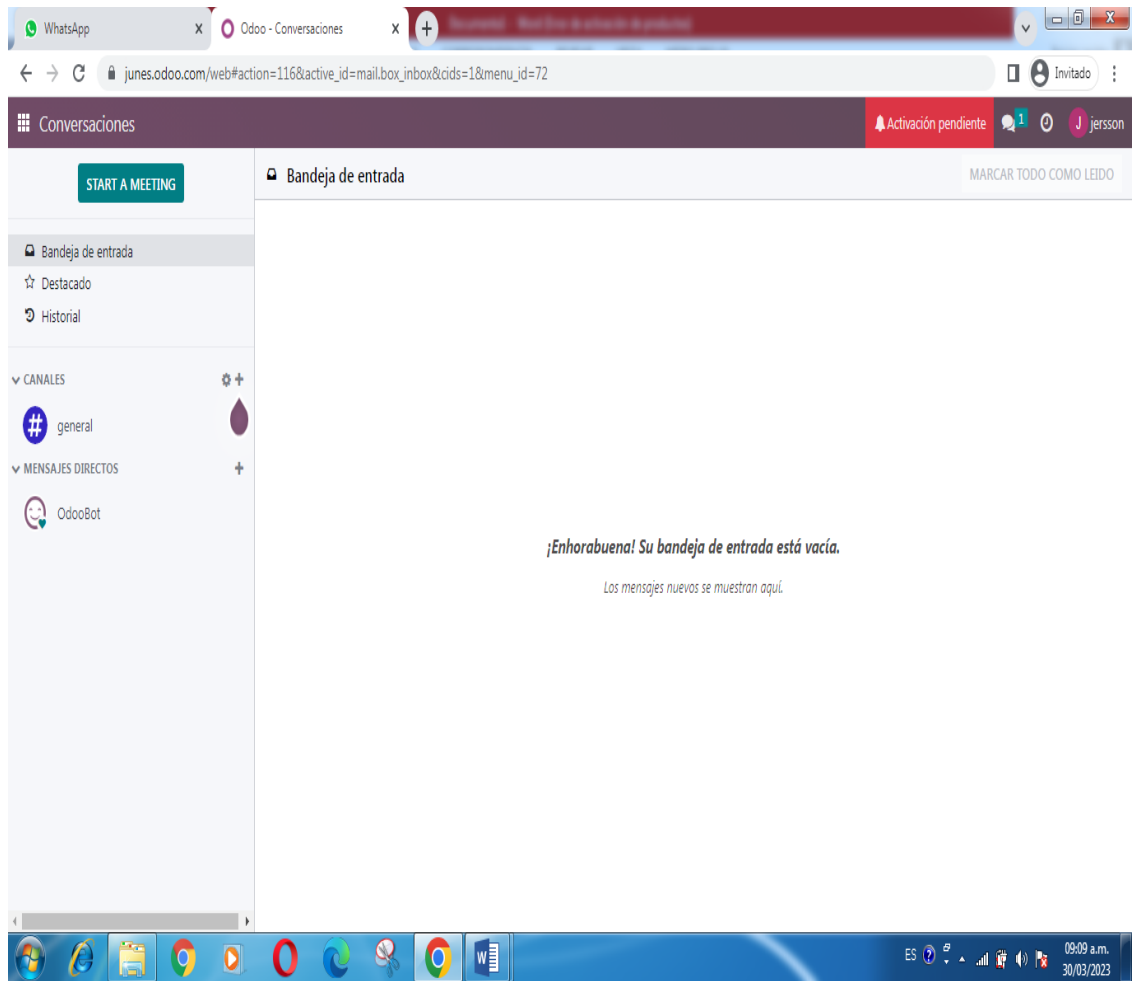 WhatsApp
Odoo - Conversaciones
junes.odoo.com/web#action=116&active_id=mail.box_inbox&cids=1&menu_id=72
Invitado
Conversaciones
Activación pendiente
1
J jersson
START A MEETING
Bandeja de entrada
MARCAR TODO COMO LEIDO
Bandeja de entrada
Destacado
Historial
CANALES
# general
MENSAJES DIRECTOS
OdooBot
¡Enhorabuena! Su bandeja de entrada está vacía.
Los mensajes nuevos se muestran aquí.
ES
09:09 a.m.
30/03/2023